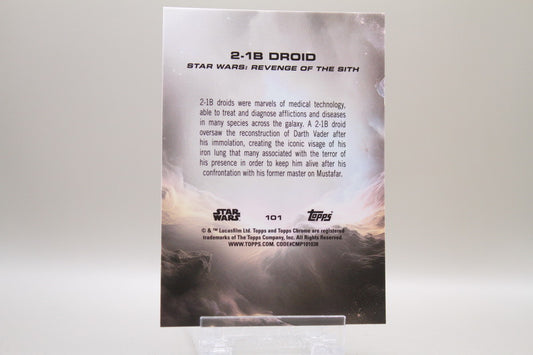 2-1B DROID
STAR WARS: REVENGE OF THE SITH
2-1B droids were marvels of medical technology,
able to treat and diagnose afflictions and diseases
in many species across the galaxy. A 2-1B droid
oversaw the reconstruction of Darth Vader after
his immolation, creating the iconic visage of his
iron lung that many associated with the terror of
his presence in order to keep him alive after his
confrontation with his former master on Mustafar.
STAR WARS 101 Topps
© & ™ Lucasfilm Ltd. Topps and Topps Chrome are registered
trademarks of The Topps Company, Inc. All Rights Reserved.
WWW.TOPPS.COM. CODE#CMP101038